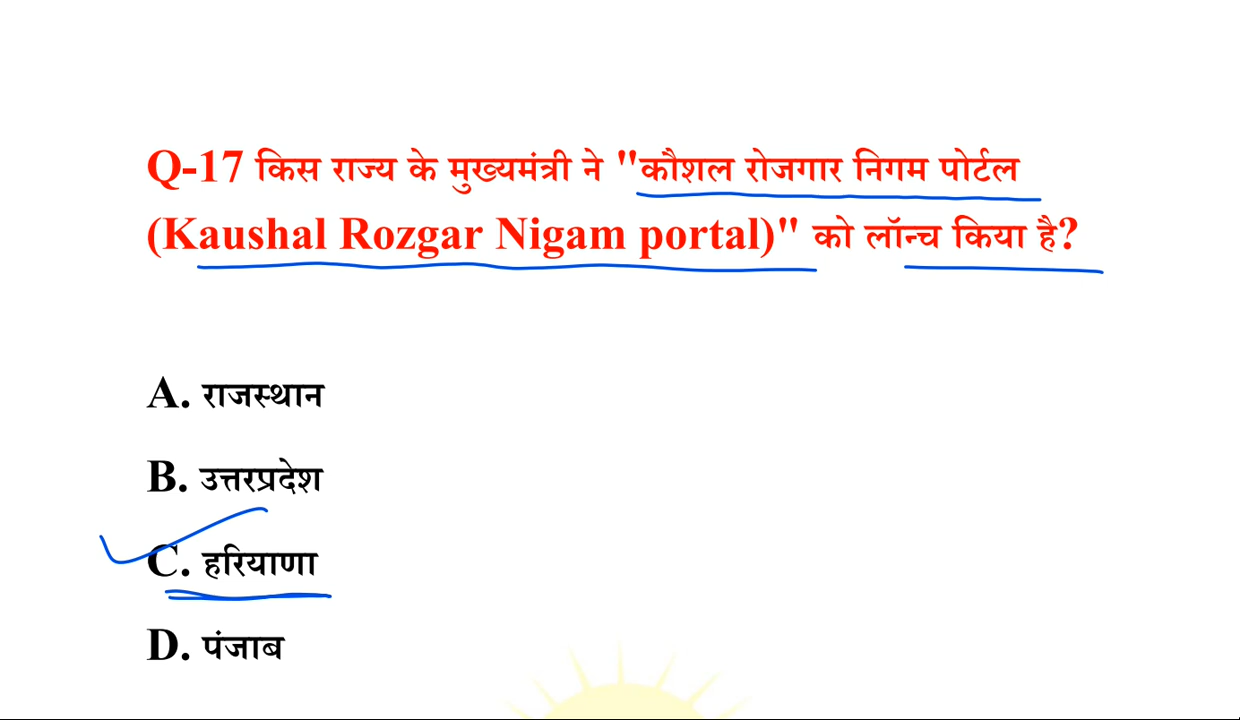 Q-17 किस राज्य के मुख्यमंत्री ने "कौशल रोजगार निगम पोर्टल
(Kaushal Rozgar Nigam portal)" को लॉन्च किया है?
A. राजस्थान
B. उत्तरप्रदेश
C. हरियाणा
D. पंजाब